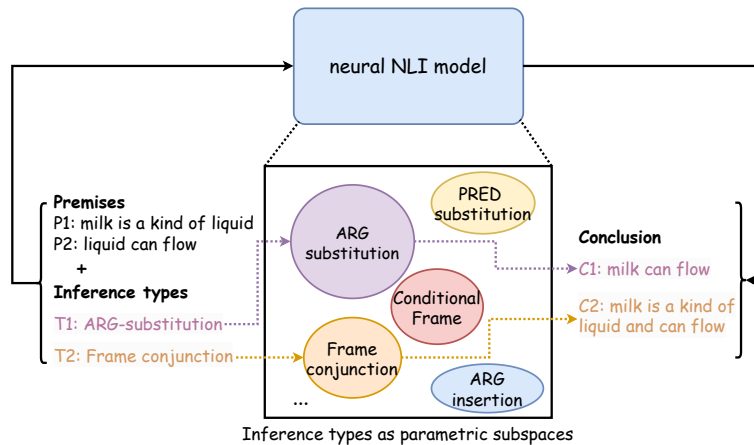 neural NLI model
Premises
P1: milk is a kind of liquid
P2: liquid can flow
+
Inference types
T1: ARG-substitution
T2: Frame conjunction
PRED
substitution
ARG
substitution
Conditional
Frame
Frame
conjunction
ARG
insertion
...
Conclusion
C1: milk can flow
C2: milk is a kind of
liquid and can flow
Inference types as parametric subspaces